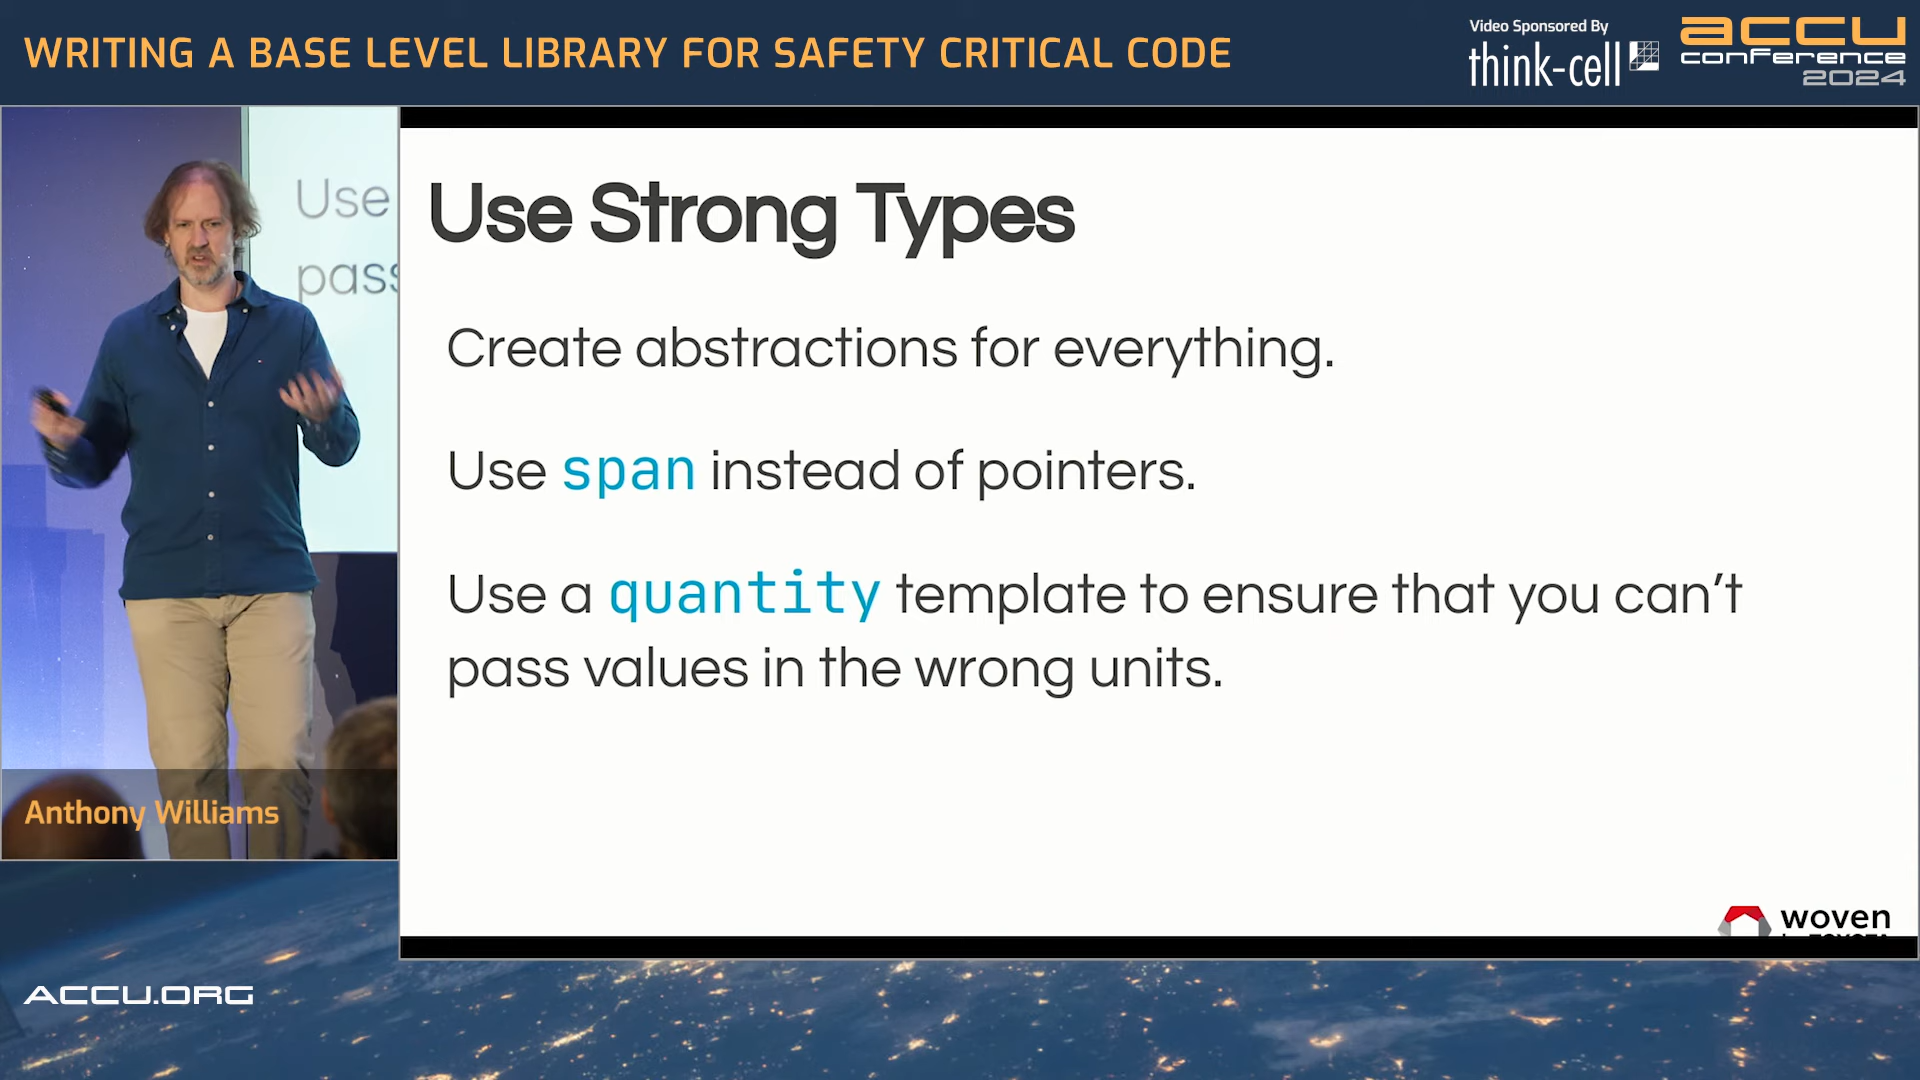 WRITING A BASE LEVEL LIBRARY FOR SAFETY CRITICAL CODE
Video Sponsored By
think-cell
accu
conference
2024
Use
pass
Use Strong Types
Create abstractions for everything.
Use span instead of pointers.
Use a quantity template to ensure that you can't
pass values in the wrong units.
woven
Anthony Williams
ACCU.ORG